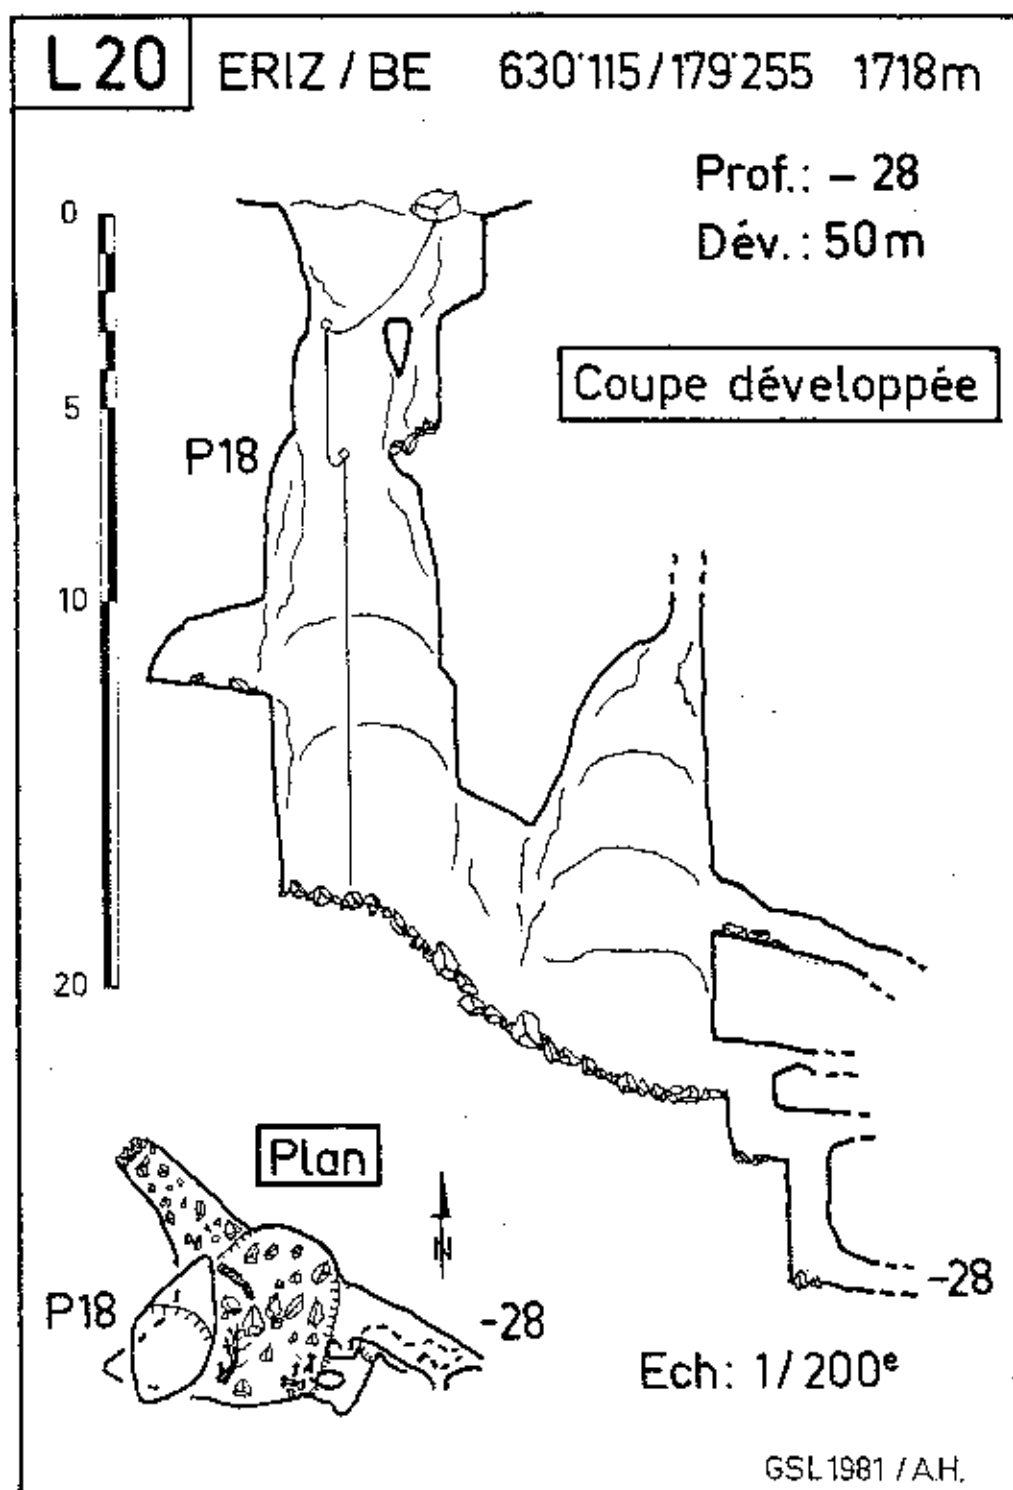 L20 ERIZ / BE 630'115/179'255 1718m
Prof.: - 28
Dév.: 50m
0
Coupe développée
5
P18
10
20
Plan
N
P18
-28
-28
Ech: 1/200e
GSL 1981 / A.H.